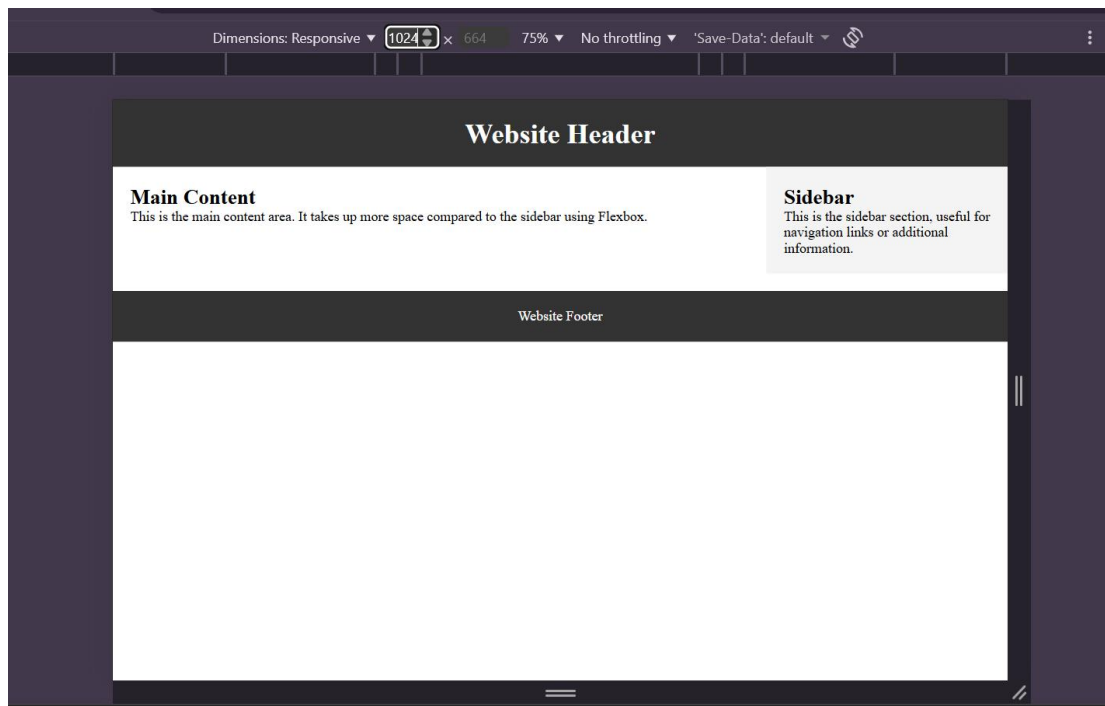 Dimensions: Responsive ▼ 1024 × 664 75% ▼ No throttling ▼ 'Save-Data': default ▼
Website Header
Main Content
This is the main content area. It takes up more space compared to the sidebar using Flexbox.
Sidebar
This is the sidebar section, useful for
navigation links or additional
information.
Website Footer